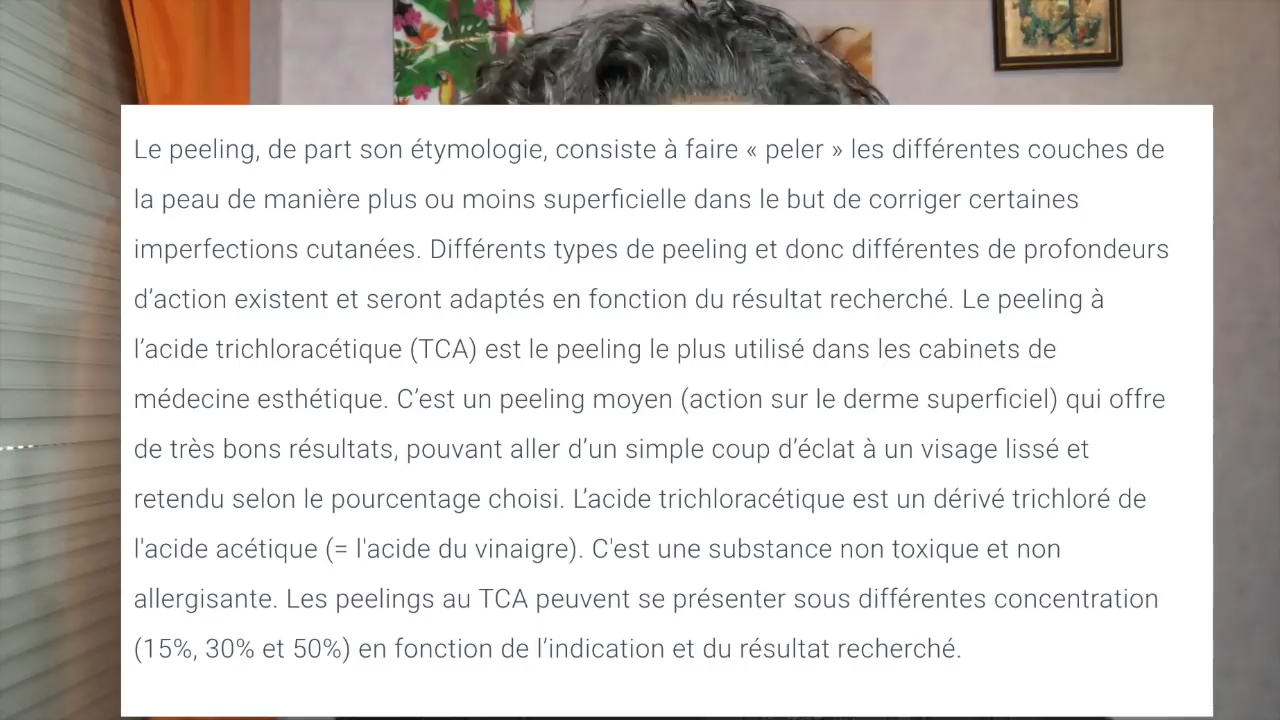 Le peeling, de part son étymologie, consiste à faire « peler » les différentes couches de
la peau de manière plus ou moins superficielle dans le but de corriger certaines
imperfections cutanées. Différents types de peeling et donc différentes de profondeurs
d’action existent et seront adaptés en fonction du résultat recherché. Le peeling à
l’acide trichloracétique (TCA) est le peeling le plus utilisé dans les cabinets de
médecine esthétique. C’est un peeling moyen (action sur le derme superficiel) qui offre
de très bons résultats, pouvant aller d’un simple coup d’éclat à un visage lissé et
retendu selon le pourcentage choisi. L’acide trichloracétique est un dérivé trichloré de
l'acide acétique (= l'acide du vinaigre). C'est une substance non toxique et non
allergisante. Les peelings au TCA peuvent se présenter sous différentes concentration
(15%, 30% et 50%) en fonction de l’indication et du résultat recherché.